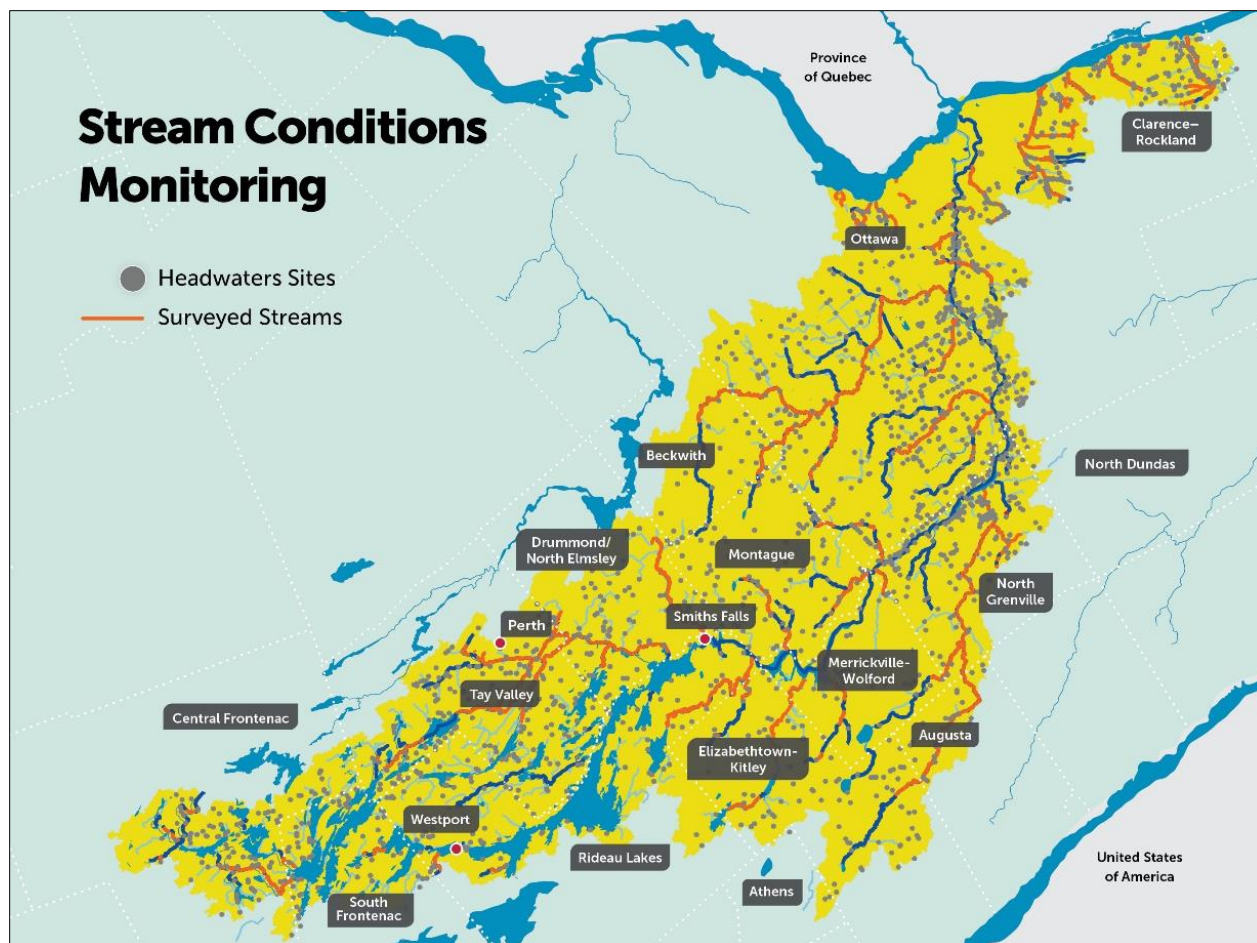 Stream Conditions
Monitoring
Headwaters Sites
Surveyed Streams
Province
of Quebec
Clarence–
Rockland
Ottawa
Beckwith
North Dundas
Drummond/
North Elmsley
Montague
North
Grenville
Smiths Falls
Perth
Merrickville-
Wolford
Tay Valley
Central Frontenac
Augusta
Elizabethtown-
Kitley
Westport
Rideau Lakes
United States
of America
Athens
South
Frontenac